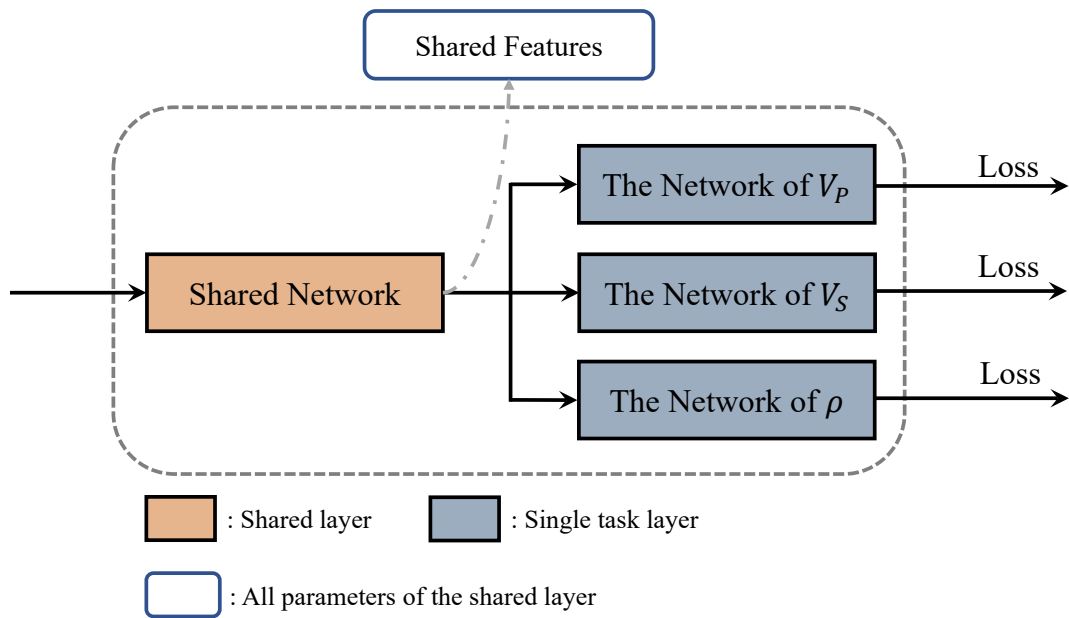 Shared Features
The Network of V_P
Loss
Shared Network
The Network of V_S
Loss
The Network of ρ
Loss
: Shared layer
: Single task layer
: All parameters of the shared layer